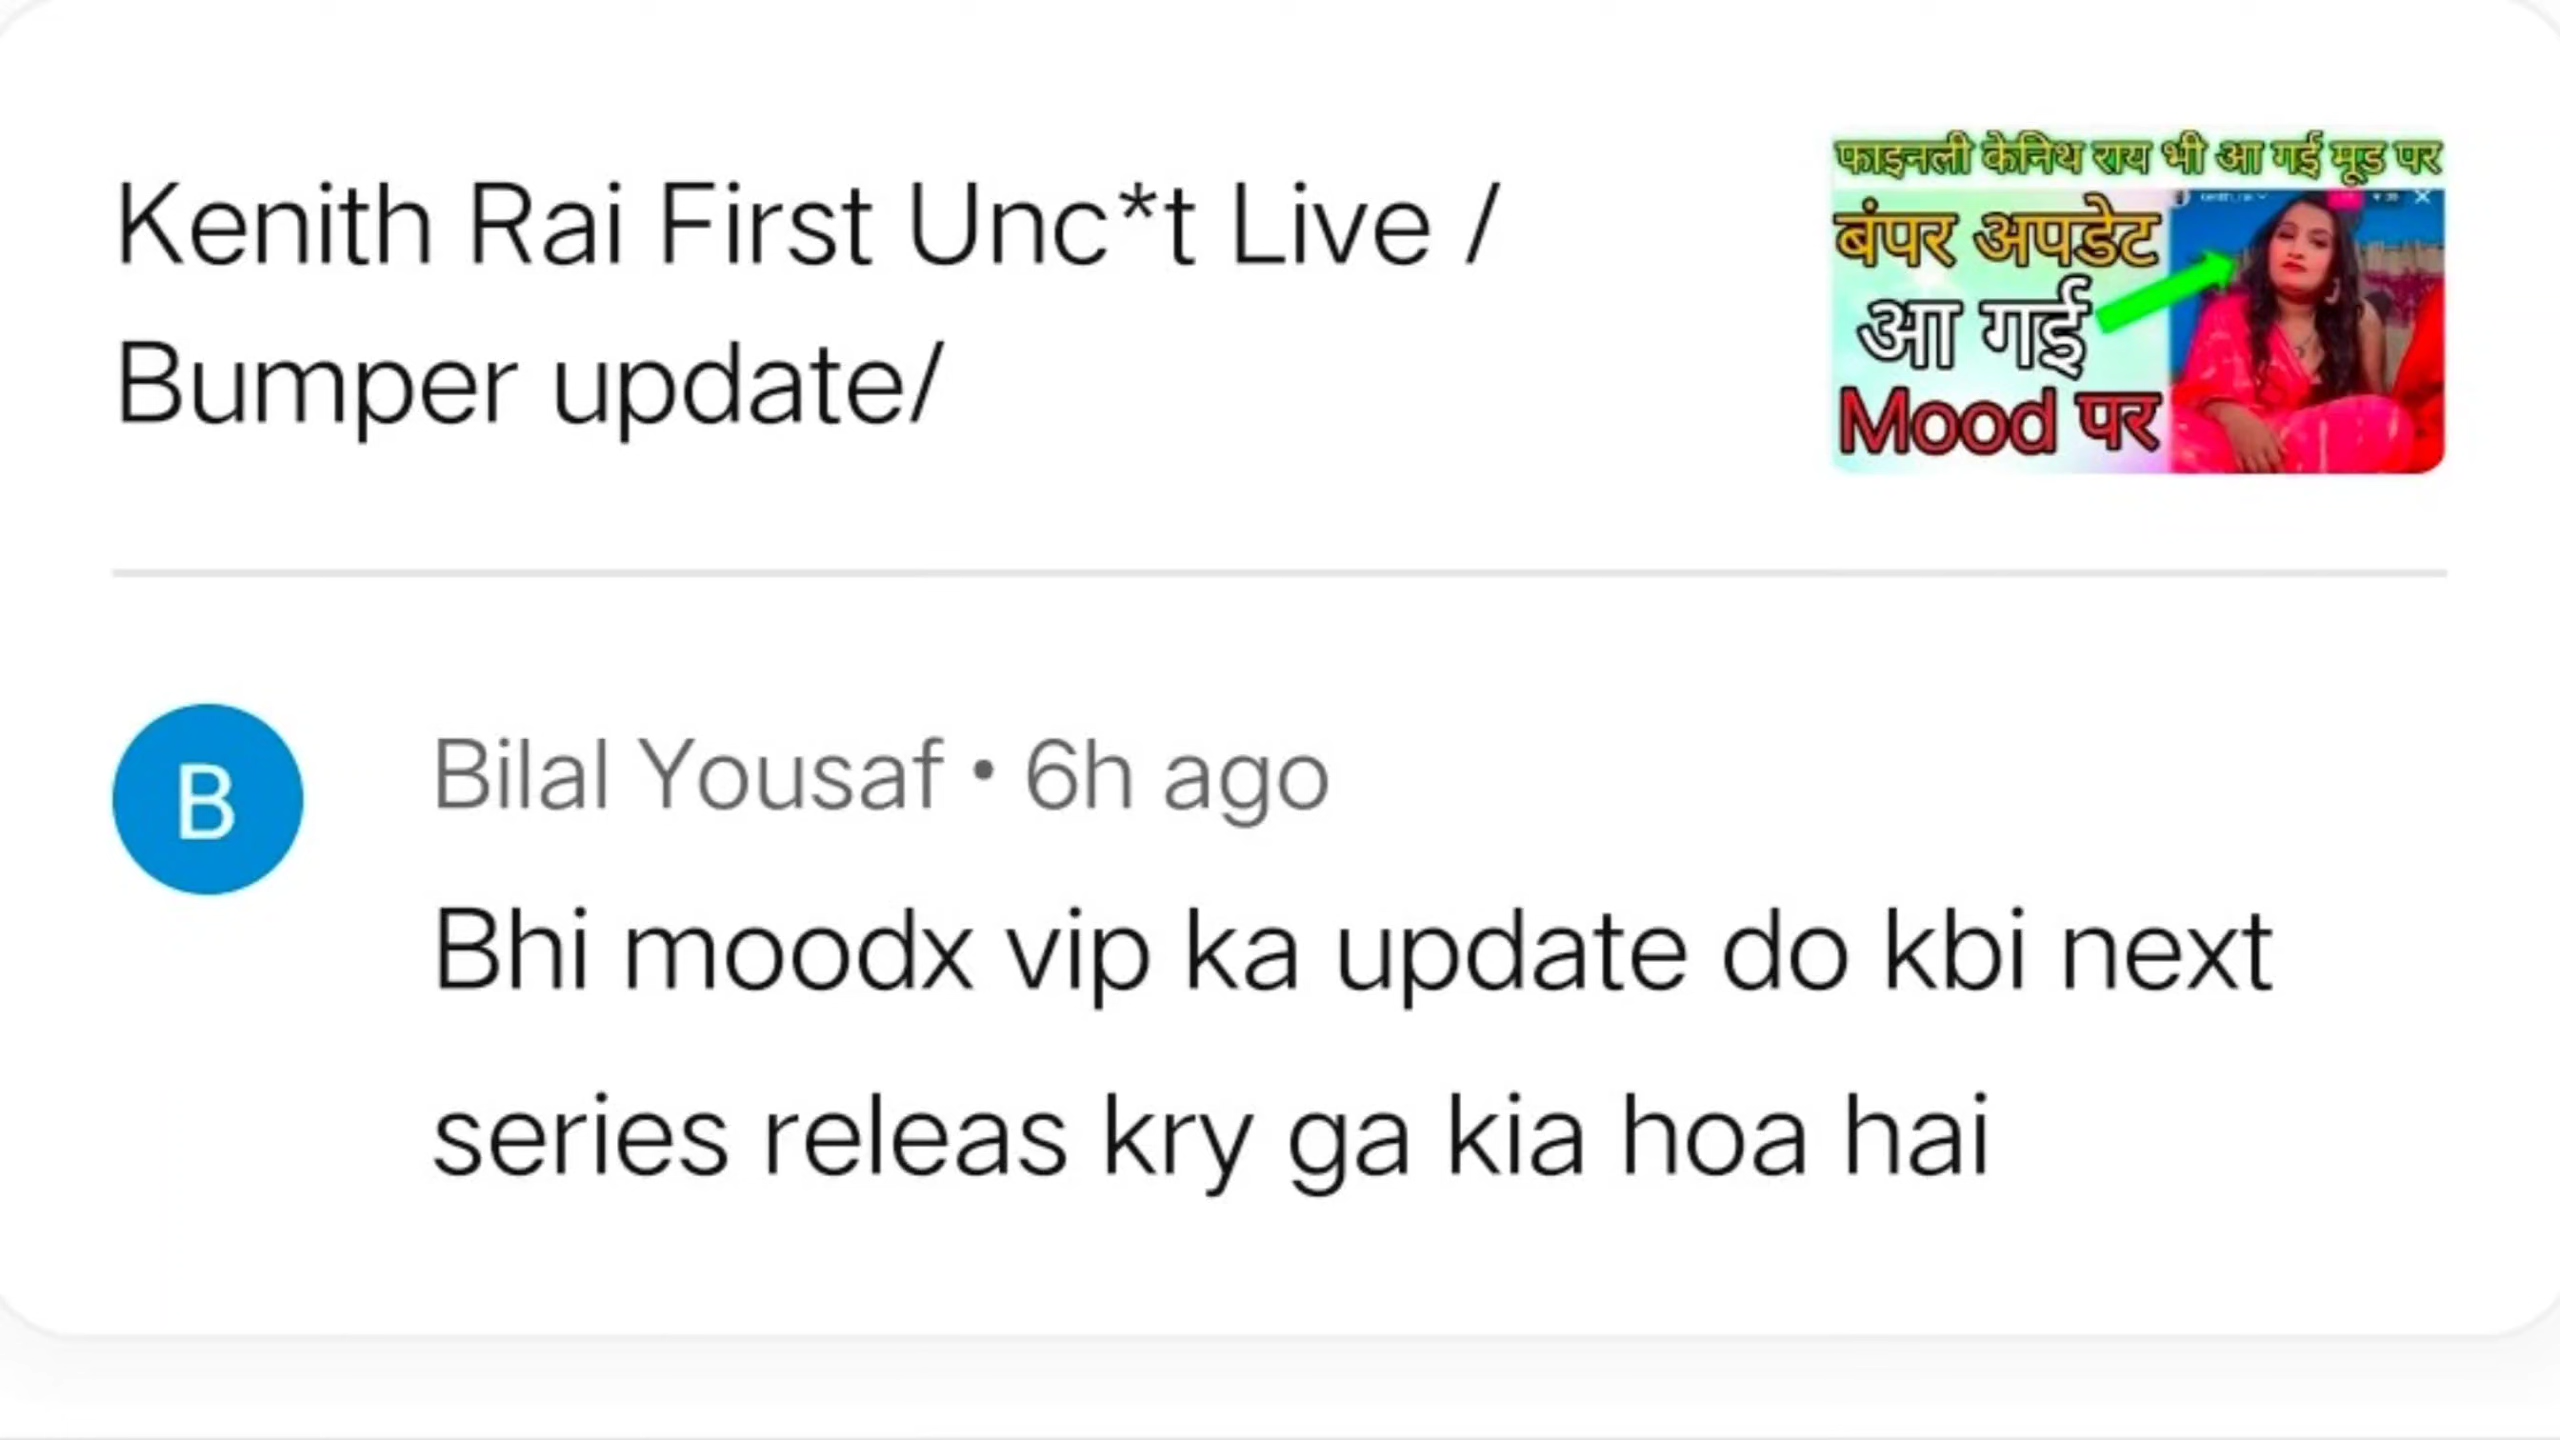 Kenith Rai First Unc*t Live /
Bumper update/
फाइनली केनिथ राय भी आ गई मूड पर
बंपर अपडेट
आ गई
Mood पर
B
Bilal Yousaf • 6h ago
Bhi moodx vip ka update do kbi next
series releas kry ga kia hoa hai